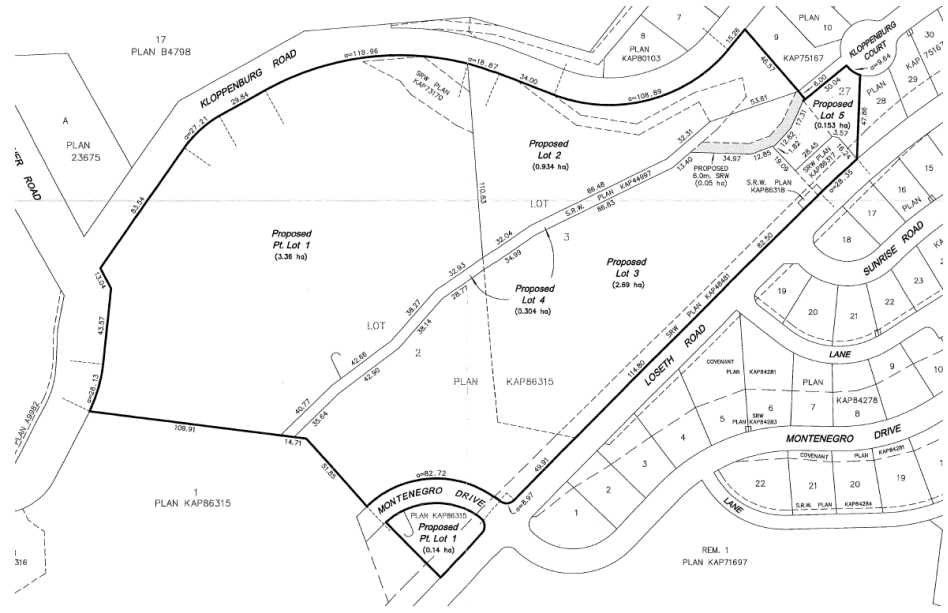 17
PLAN B4798
KLOPPENBURG ROAD
A
PLAN
23675
7
8
PLAN
KAP80103
PLAN
10
9
KAP75167
KLOPPENBURG
COURT
30
KAP 75167
29
PLAN
28
27
a=9.64
15.26
46.57
6.00
30.04
47.86
a=118.96
a=18.87
34.00
a=108.89
29.84
a=27.21
83.54
13.04
43.57
a=28.13
109.91
14.71
51.85
SRW PLAN
KAP73170
Proposed
Lot 2
(0.934 ha)
Proposed
Lot 5
(0.153 ha)
53.61
17.31
12.82
1.82
3.57
28.45
16.24
SRW PLAN
KAP86317
19.09
12.85
34.97
13.40
32.31
PROPOSED
6.0m. SRW
(0.05 ha)
S.R.W. PLAN
KAP86318
a=28.35
110.83
86.48
S.R.W. PLAN KAP44997
86.83
LOT
3
Proposed
Pt. Lot 1
(3.36 ha)
32.04
34.99
32.93
28.77
Proposed
Lot 4
(0.304 ha)
Proposed
Lot 3
(2.69 ha)
82.50
SRW PLAN KAP48481
LOSETH ROAD
114.80
49.91
38.27
38.14
LOT
2
42.66
42.90
40.77
35.64
PLAN KAP86315
a=82.72
a=8.97
MONTENEGRO DRIVE
PLAN KAP86315
Proposed
Pt. Lot 1
(0.14 ha)
1
PLAN KAP86315
PLAN A9982
316
15
16
PLAN
17
18
SUNRISE ROAD
19
20
21
22
23
LANE
COVENANT
PLAN KAP84281
PLAN
KAP84278
9
10
8
7
6
5
SRW
PLAN KAP84283
4
3
2
1
MONTENEGRO DRIVE
COVENANT PLAN KAP84281
22
21
20
19
S.R.W. PLAN KAP84284
LANE
REM. 1
PLAN KAP71697